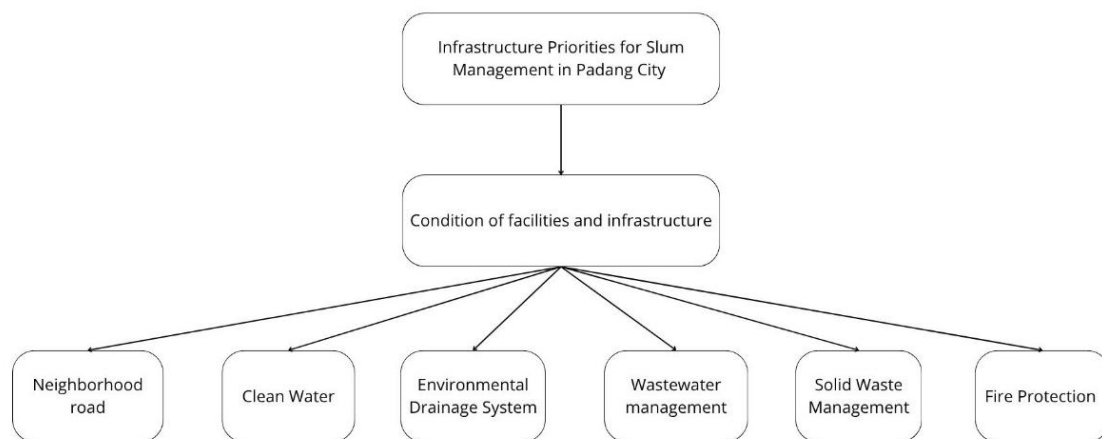 Infrastructure Priorities for Slum
Management in Padang City
Condition of facilities and infrastructure
Neighborhood
road
Clean Water
Environmental
Drainage System
Wastewater
management
Solid Waste
Management
Fire Protection